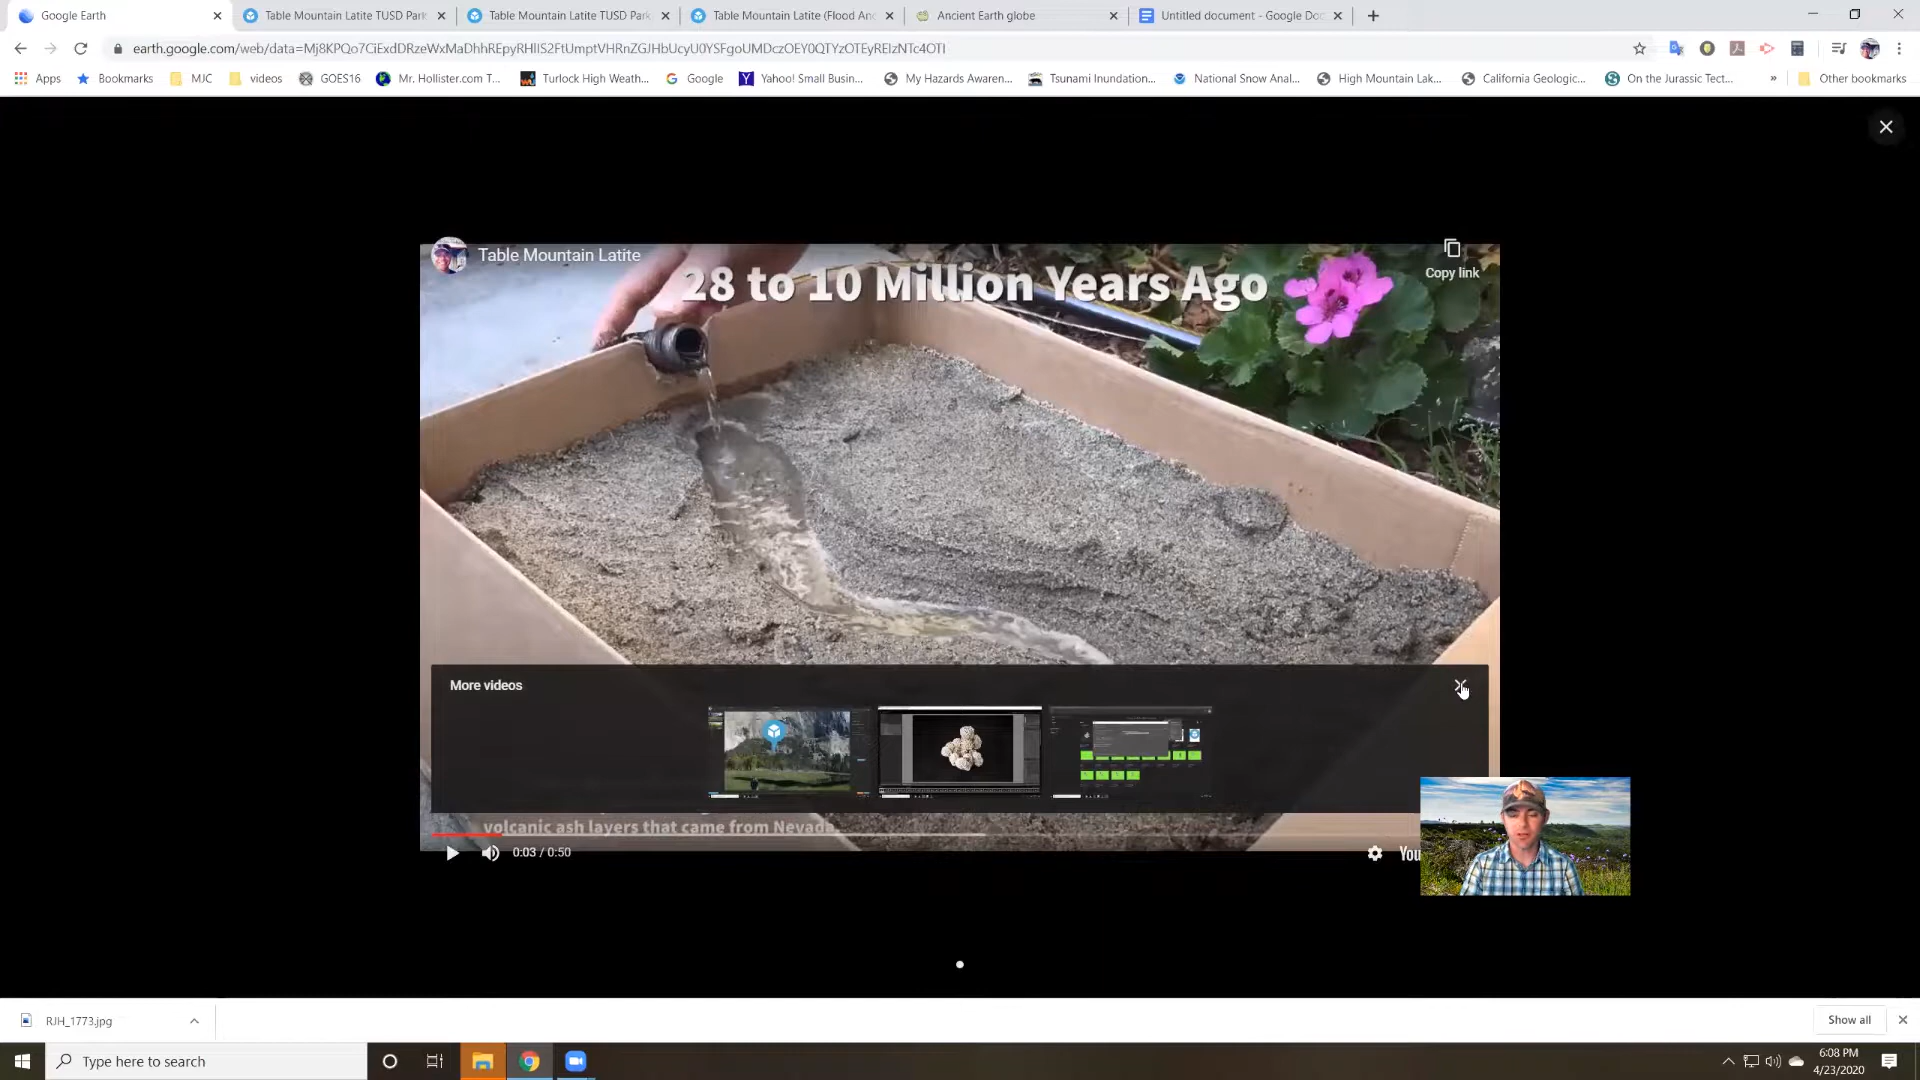 Google Earth
Table Mountain Latite TUSD Park
Table Mountain Latite TUSD Park
Table Mountain Latite (Flood And
Ancient Earth globe
Untitled document - Google Doc
earth.google.com/web/data=
Apps
Bookmarks
MJC
videos
GOES16
Mr. Hollister.com T...
Turlock High Weath...
Google
Yahoo! Small Busin...
My Hazards Awaren...
Tsunami Inundation...
National Snow Anal...
High Mountain Lak...
California Geologic...
On the Jurassic Tect...
»
Other bookmarks
Table Mountain Latite
28 to 10 Million Years Ago
Copy link
More videos
volcanic ash layers that came from Nevada.
0:03 / 0:50
You
RJH_1773.jpg
Show all
Type here to search
6:08 PM
4/23/2020